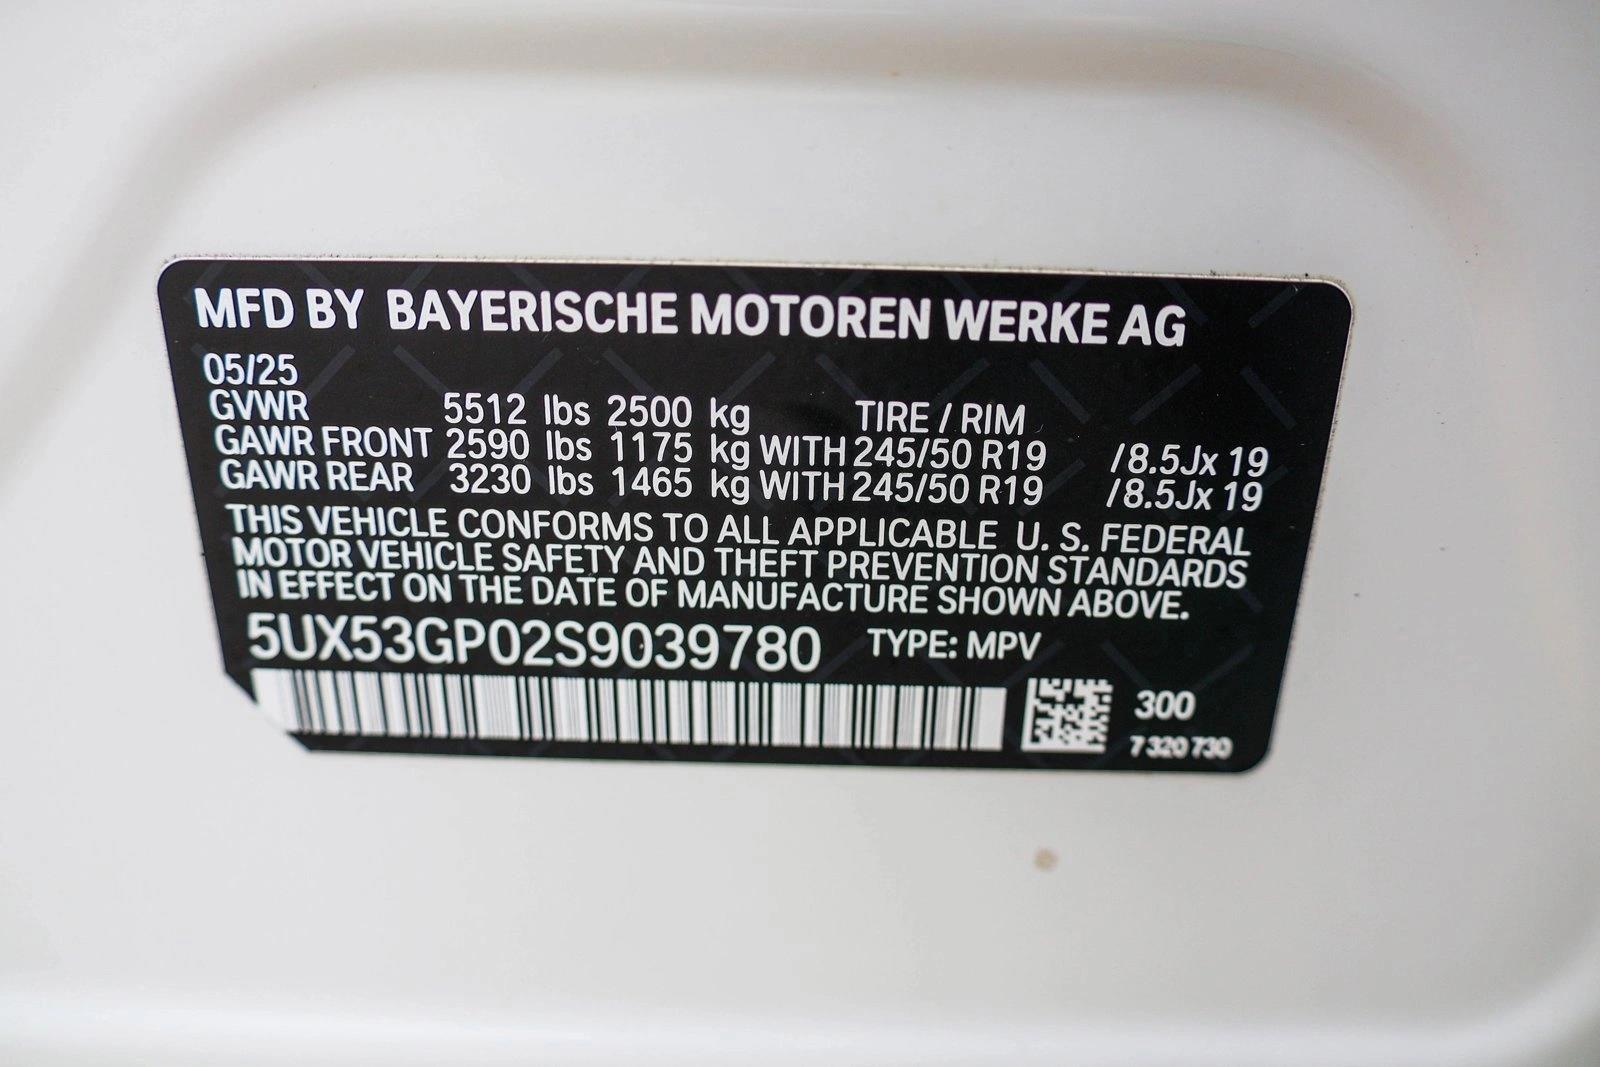 MFD BY BAYERISCHE MOTOREN WERKE AG
05/25
GVWR 5512 lbs 2500 kg TIRE / RIM
GAWR FRONT 2590 lbs 1175 kg WITH 245/50 R19 /8.5Jx 19
GAWR REAR 3230 lbs 1465 kg WITH 245/50 R19 /8.5Jx 19
THIS VEHICLE CONFORMS TO ALL APPLICABLE U. S. FEDERAL
MOTOR VEHICLE SAFETY AND THEFT PREVENTION STANDARDS
IN EFFECT ON THE DATE OF MANUFACTURE SHOWN ABOVE.
5UX53GP02S9039780 TYPE: MPV
300
7 320 730